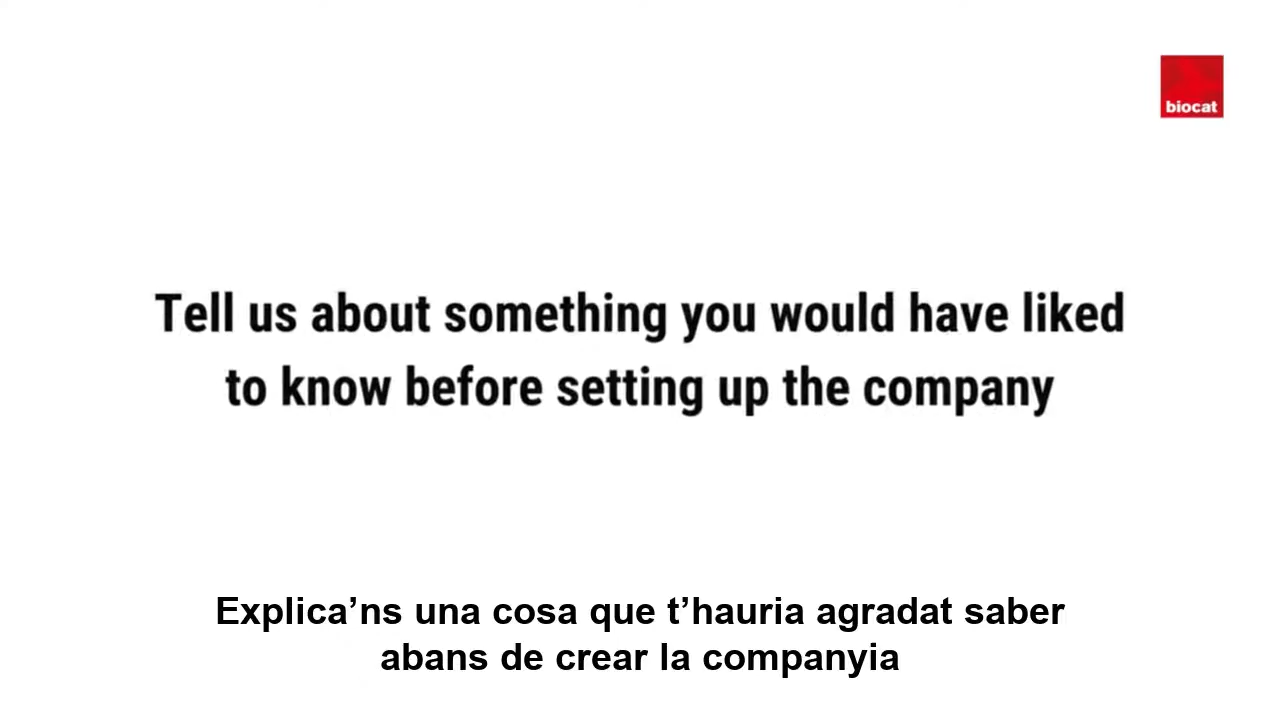 biocat
Tell us about something you would have liked
to know before setting up the company
Explica’ns una cosa que t’hauria agradat saber
abans de crear la companyia